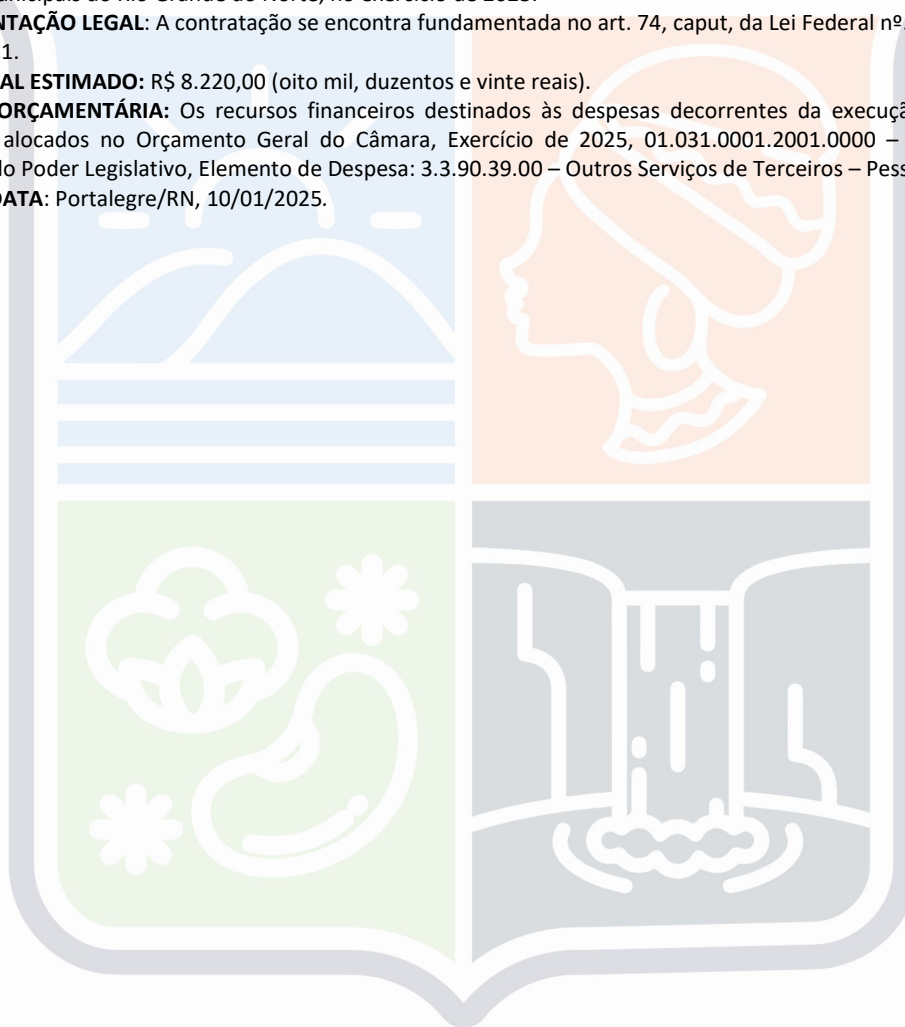 unicipais do Rio Grande do Norte, no exercício de 2025.
NTAÇÃO LEGAL: A contratação se encontra fundamentada no art. 74, caput, da Lei Federal nº
1.
AL ESTIMADO: R$ 8.220,00 (oito mil, duzentos e vinte reais).
ORÇAMENTÁRIA: Os recursos financeiros destinados às despesas decorrentes da execução
alocados no Orçamento Geral do Câmara, Exercício de 2025, 01.031.0001.2001.0000 –
do Poder Legislativo, Elemento de Despesa: 3.3.90.39.00 – Outros Serviços de Terceiros – Pess
DATA: Portalegre/RN, 10/01/2025.